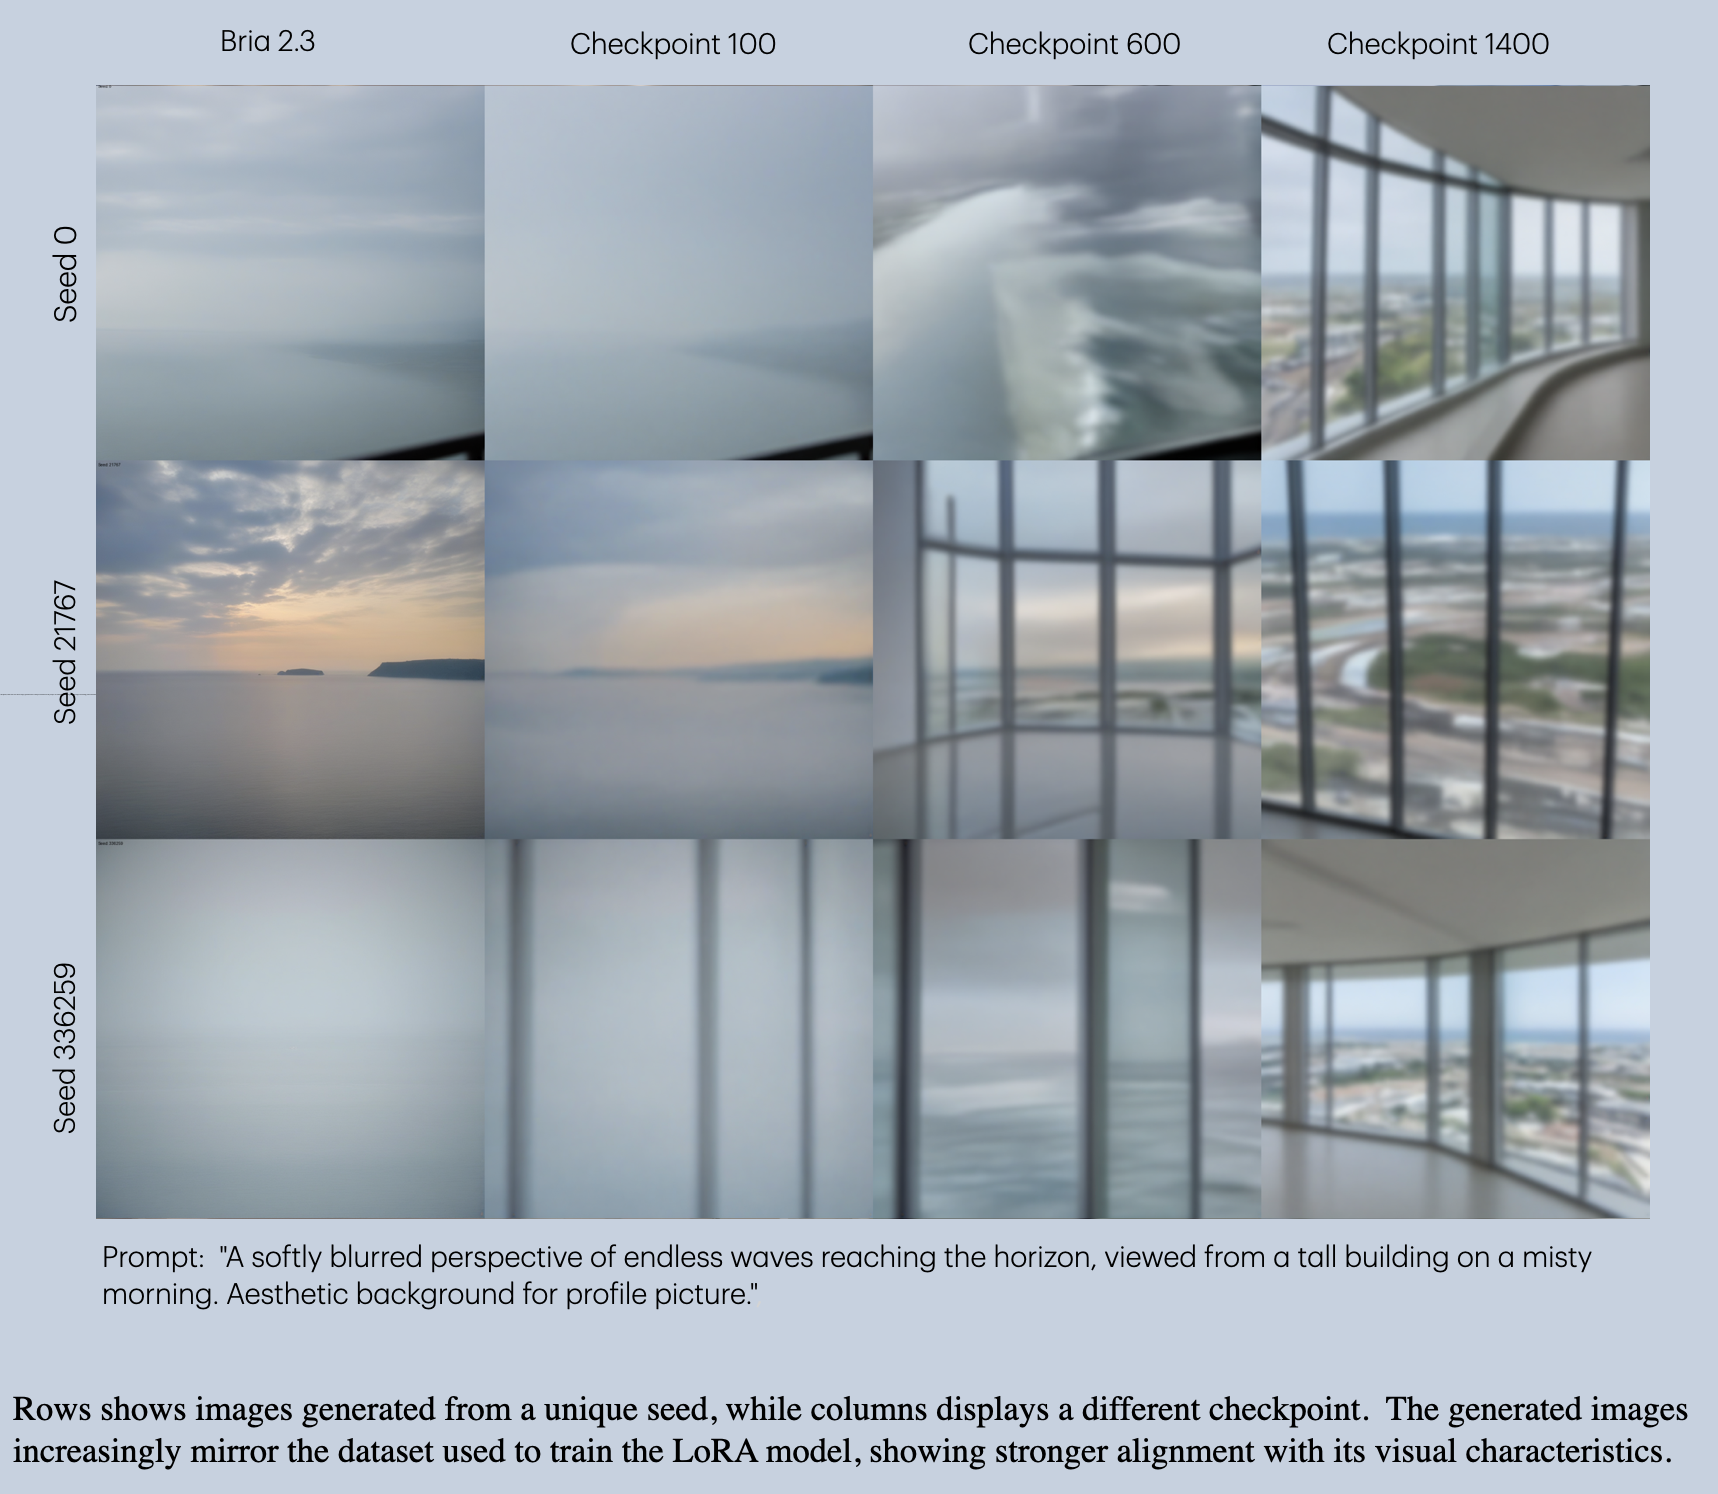 Bria 2.3
Checkpoint 100
Checkpoint 600
Checkpoint 1400
Seed 0
Seed 21767
Seed 336259
Prompt:  "A softly blurred perspective of endless waves reaching the horizon, viewed from a tall building on a misty
morning. Aesthetic background for profile picture."
Rows shows images generated from a unique seed, while columns displays a different checkpoint.  The generated images
increasingly mirror the dataset used to train the LoRA model, showing stronger alignment with its visual characteristics.